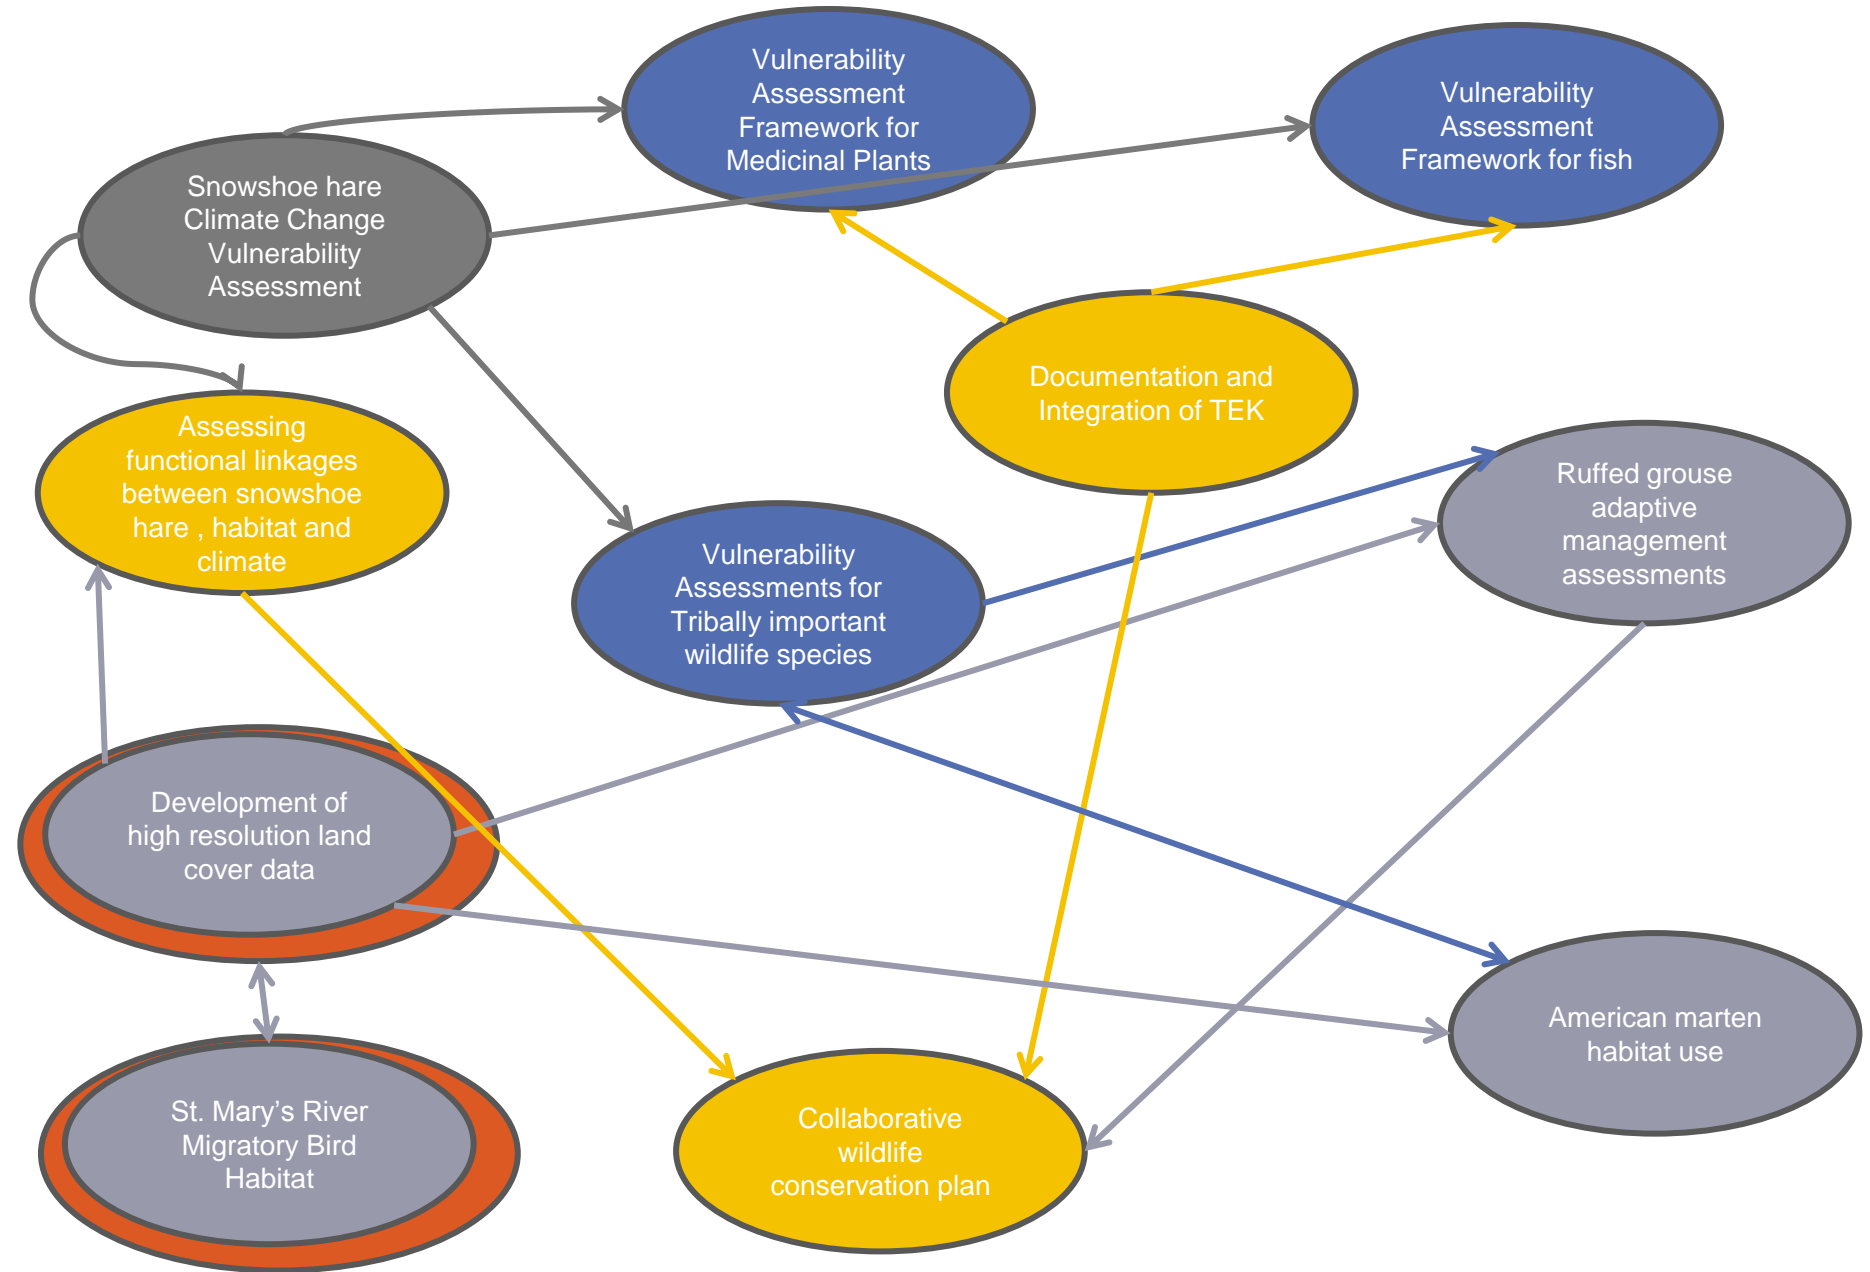 Vulnerability
Assessment
Framework for
Medicinal Plants
Vulnerability
Assessment
Framework for fish
Snowshoe hare
Climate Change
Vulnerability
Assessment
Documentation and
Integration of TEK
Assessing
functional linkages
between snowshoe
hare , habitat and
climate
Ruffed grouse
adaptive
management
assessments
Vulnerability
Assessments for
Tribally important
wildlife species
Development of
high resolution land
cover data
American marten
habitat use
St. Mary’s River
Migratory Bird
Habitat
Collaborative
wildlife
conservation plan